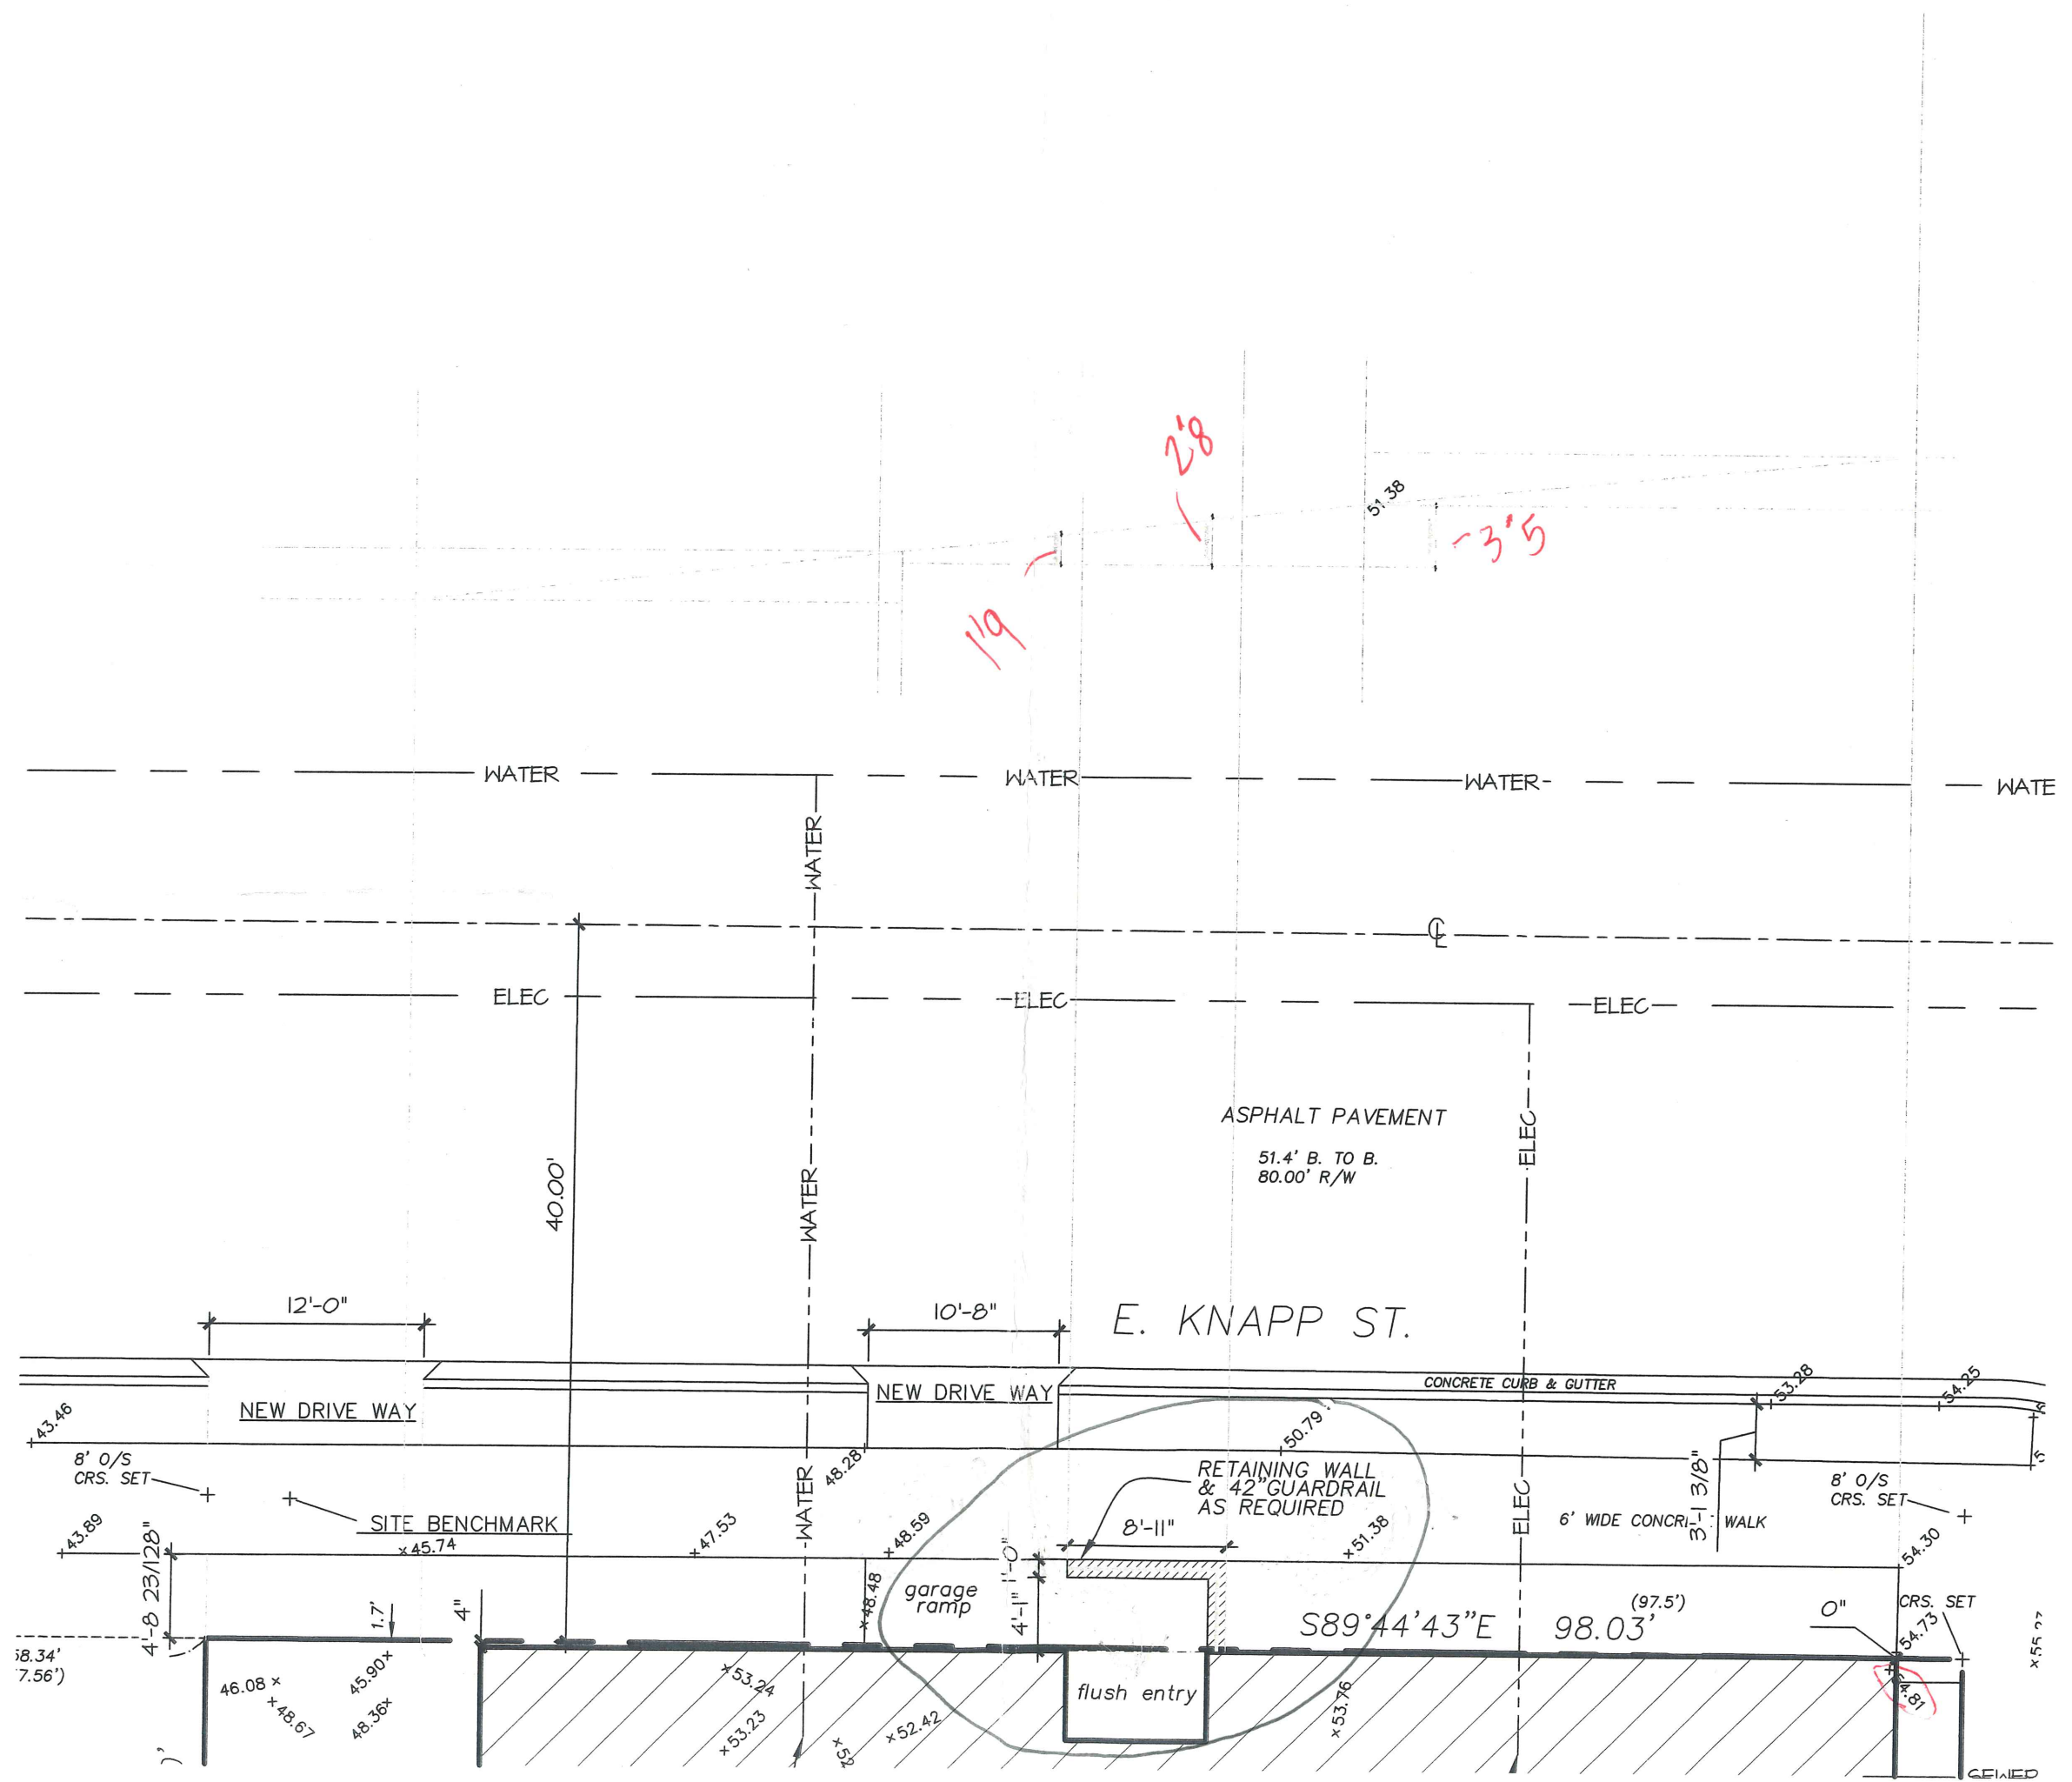 2'8
51.38
3'5
1'9
WATER
WATER
WATER-
WATE
WATER
℄
ELEC
ELEC
ELEC
ASPHALT PAVEMENT
51.4' B. TO B.
80.00' R/W
ELEC
40.00'
WATER
12'-0"
10'-8"
E. KNAPP ST.
NEW DRIVE WAY
NEW DRIVE WAY
CONCRETE CURB & GUTTER
53.28
54.25
43.46
48.28
50.79
8' O/S
CRS. SET
WATER
RETAINING WALL
& 42" GUARDRAIL
AS REQUIRED
ELEC
3'-1 3/8"
8' O/S
CRS. SET
SITE BENCHMARK
6' WIDE CONCR WALK
43.89
4'-8 23/128"
45.74
47.53
48.59
8'-11"
51.38
54.30
1'-0"
4'-1"
48.48
garage
ramp
1.7'
4"
S89°44'43"E 98.03'
(97.5')
0"
CRS. SET
54.73
58.34'
7.56')
46.08
48.67
45.90
48.36
53.24
53.23
52
52.42
flush entry
53.76
4.81
55.27
SEWER